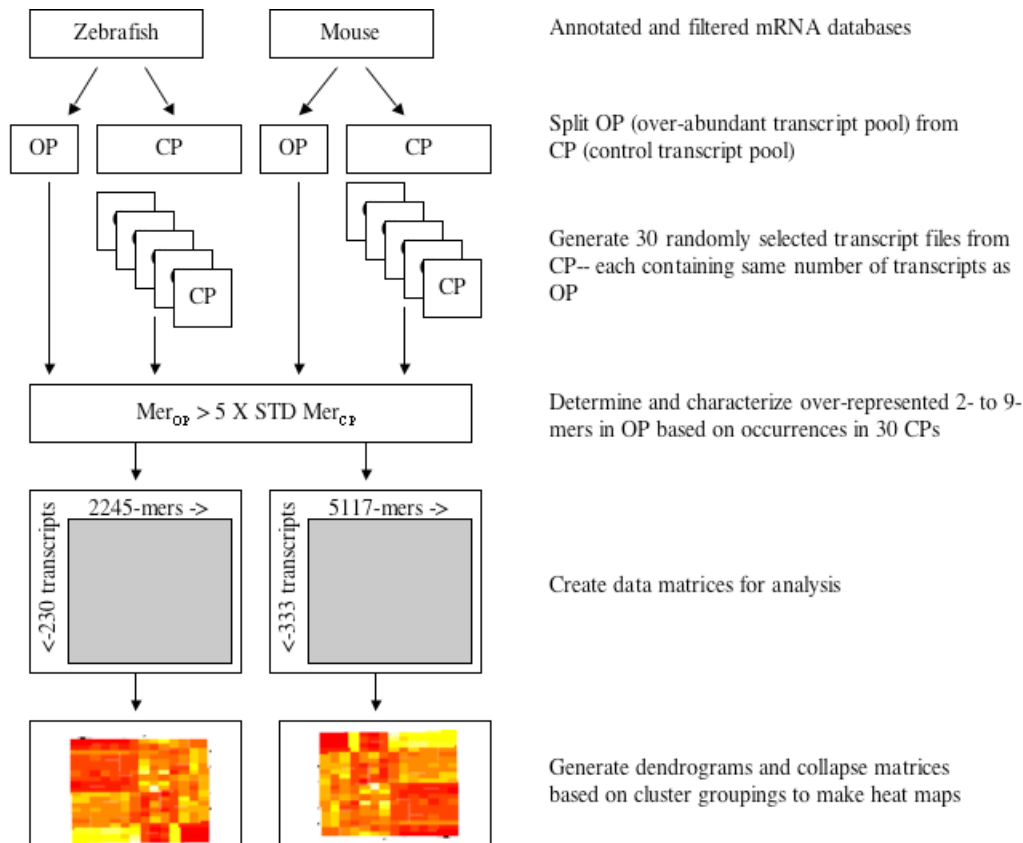 Zebrafish
Mouse
Annotated and filtered mRNA databases
OP
CP
OP
CP
Split OP (over-abundant transcript pool) from
CP (control transcript pool)
CP
CP
Generate 30 randomly selected transcript files from
CP-- each containing same number of transcripts as
OP
Mer_OP > 5 X STD Mer_CP
Determine and characterize over-represented 2- to 9-
mers in OP based on occurrences in 30 CPs
2245-mers ->
<-230 transcripts
5117-mers ->
<-333 transcripts
Create data matrices for analysis
Generate dendrograms and collapse matrices
based on cluster groupings to make heat maps